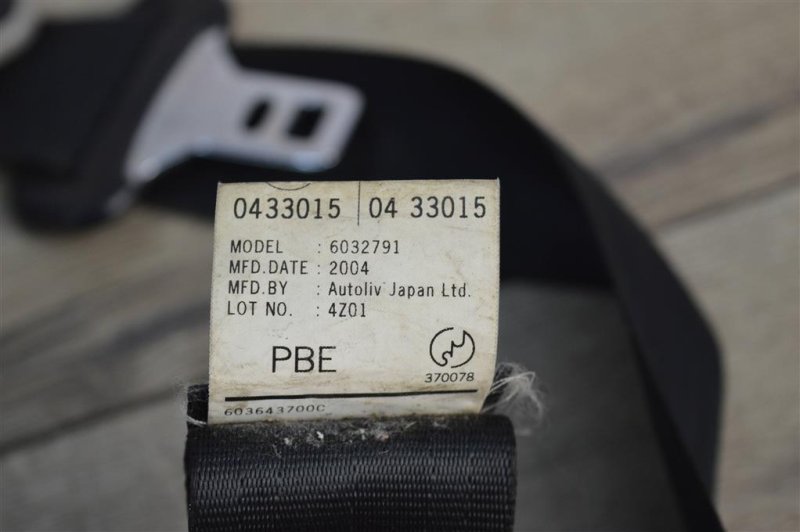 0433015 04 33015
MODEL : 6032791
MFD.DATE : 2004
MFD.BY : Autoliv Japan Ltd.
LOT NO. : 4Z01
PBE
370078
603643700C